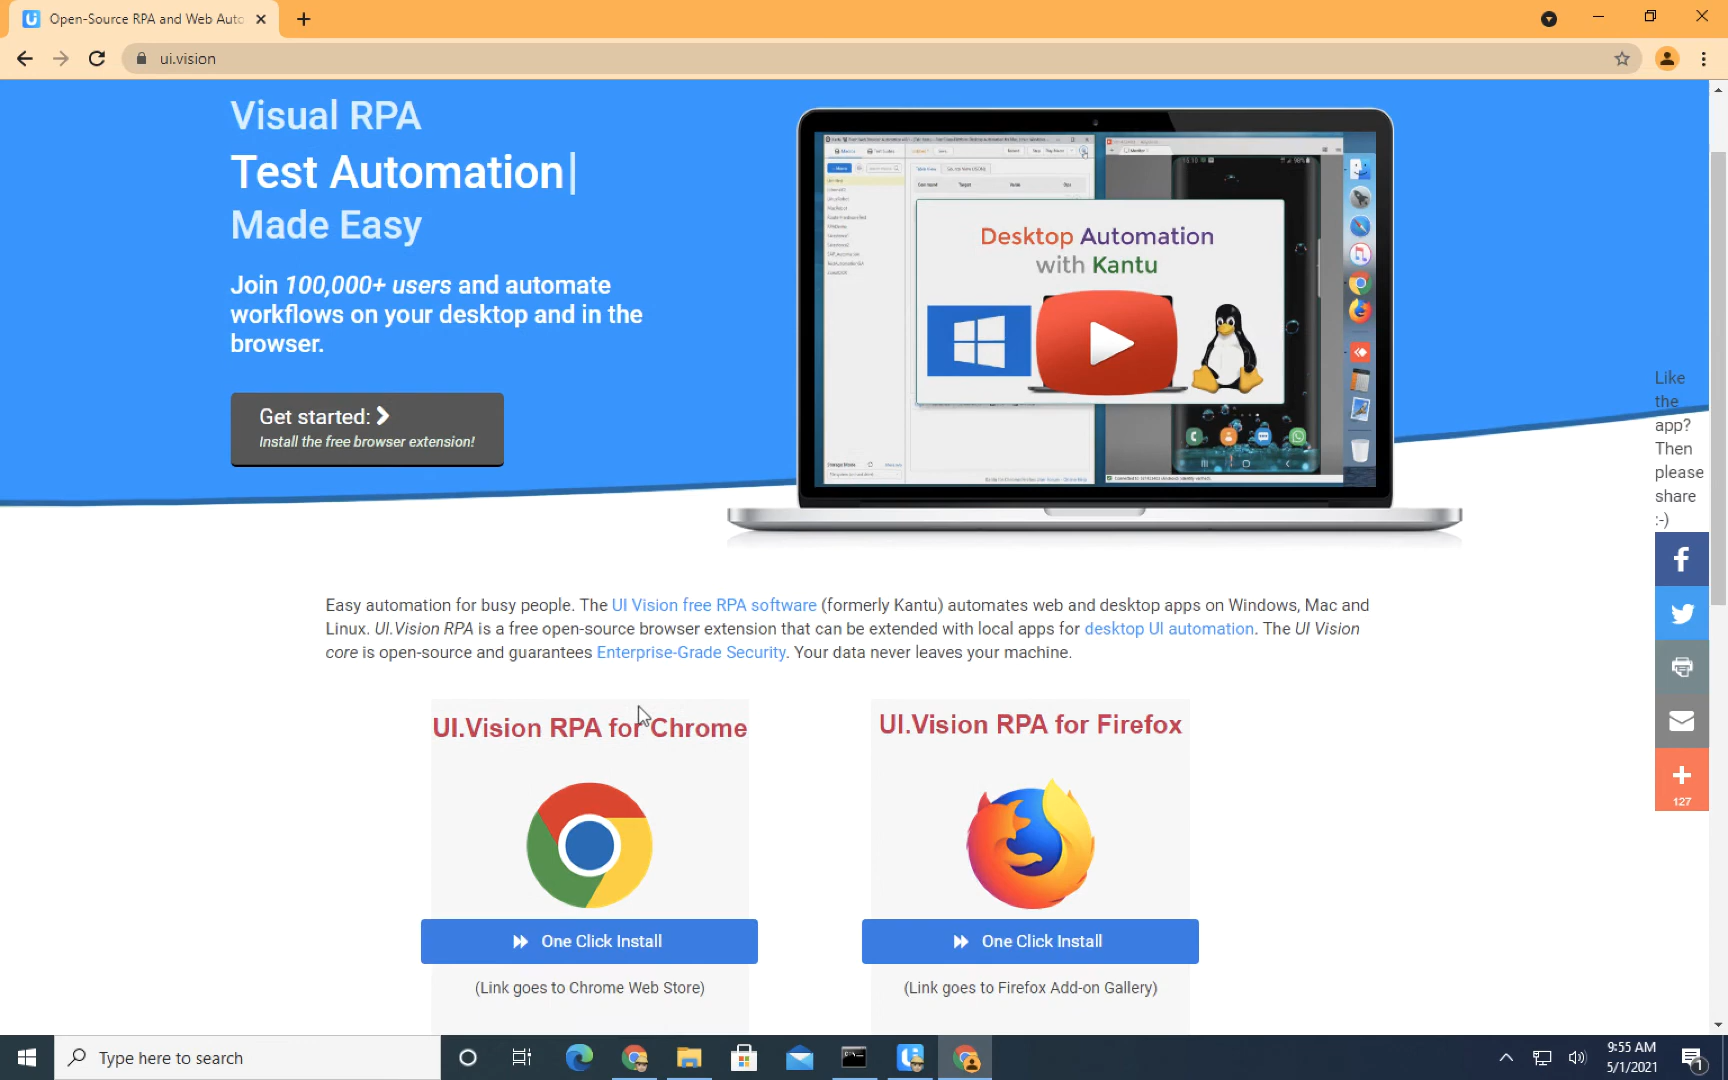 Open-Source RPA and Web Auto
ui.vision
Visual RPA
Test Automation
Made Easy
Join 100,000+ users and automate
workflows on your desktop and in the
browser.
Get started:
Install the free browser extension!
Desktop Automation
with Kantu
Like
the
app?
Then
please
share
:-)
127
Easy automation for busy people. The UI Vision free RPA software (formerly Kantu) automates web and desktop apps on Windows, Mac and
Linux. UI.Vision RPA is a free open-source browser extension that can be extended with local apps for desktop UI automation. The UI Vision
core is open-source and guarantees Enterprise-Grade Security. Your data never leaves your machine.
UI.Vision RPA for Chrome
UI.Vision RPA for Firefox
One Click Install
One Click Install
(Link goes to Chrome Web Store)
(Link goes to Firefox Add-on Gallery)
Type here to search
9:55 AM
5/1/2021
1